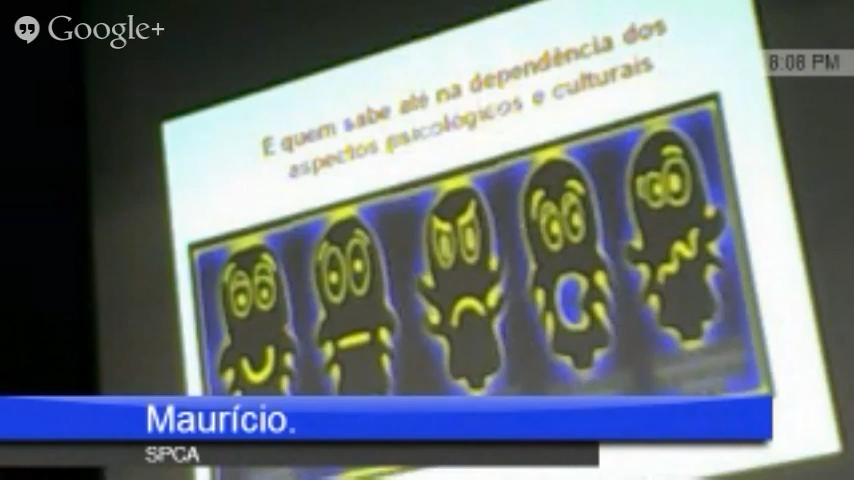 Google+
8:08 PM
E quem sabe até na dependência dos
aspectos psicológicos e culturais
Maurício.
SPCA